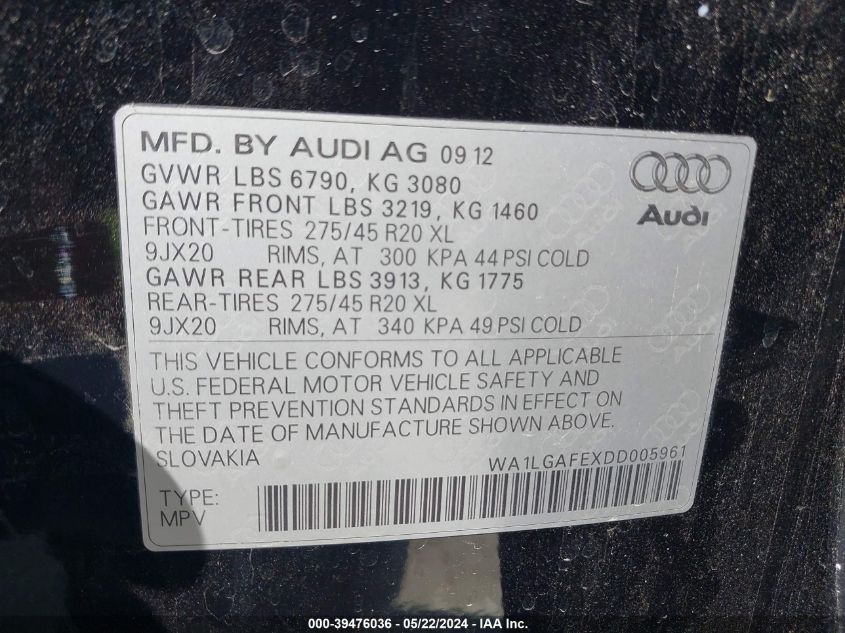 MFD. BY AUDI AG 09 12
GVWR LBS 6790, KG 3080
GAWR FRONT LBS 3219, KG 1460
FRONT-TIRES 275/45 R20 XL
9JX20 RIMS, AT 300 KPA 44 PSI COLD
GAWR REAR LBS 3913, KG 1775
REAR-TIRES 275/45 R20 XL
9JX20 RIMS, AT 340 KPA 49 PSI COLD
Audi
THIS VEHICLE CONFORMS TO ALL APPLICABLE
U.S. FEDERAL MOTOR VEHICLE SAFETY AND
THEFT PREVENTION STANDARDS IN EFFECT ON
THE DATE OF MANUFACTURE SHOWN ABOVE.
SLOVAKIA WA1LGAFEXDD005961
TYPE:
MPV
000-39476036 - 05/22/2024 - IAA Inc.